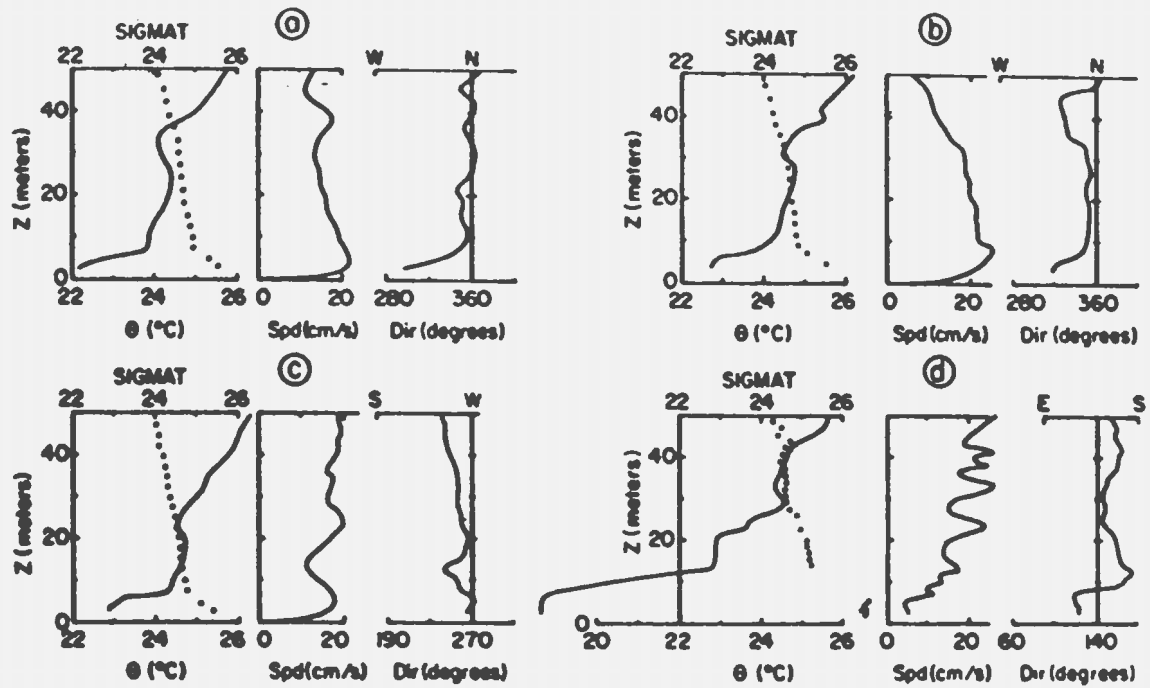 ⓐ
SIGMAT
22 24 26
W N
Z (meters)
40
20
0
22 24 26
0 20
280 360
θ (°C) Spd(cm/s) Dir (degrees)
ⓑ
SIGMAT
22 24 26
W N
Z (meters)
40
20
0
22 24 26
0 20
280 360
θ (°C) Spd(cm/s) Dir (degrees)
ⓒ
SIGMAT
22 24 26
S W
Z (meters)
40
20
0
22 24 26
0 20
190 270
θ (°C) Spd(cm/s) Dir (degrees)
ⓓ
SIGMAT
22 24 26
E S
Z (meters)
40
20
0
20 22 24 26
0 20
60 140
θ (°C) Spd(cm/s) Dir (degrees)